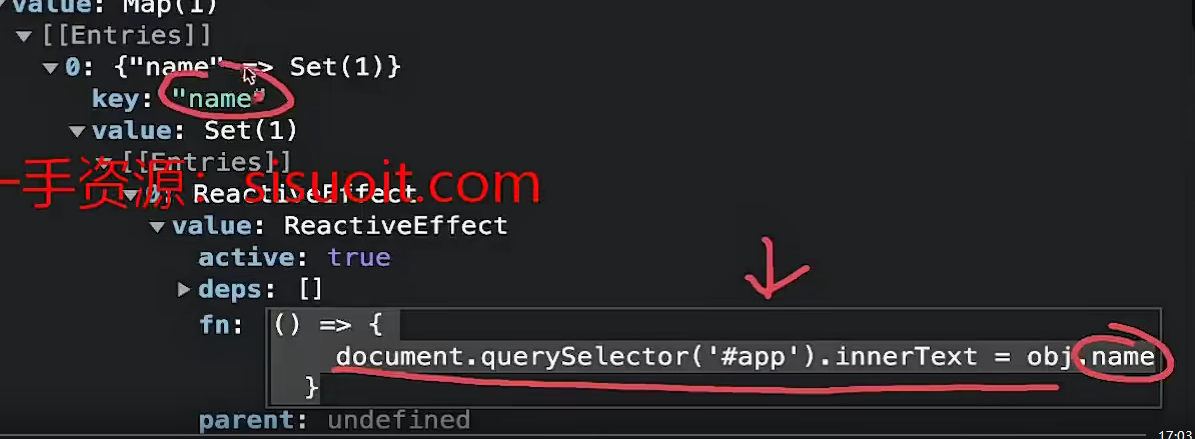 value: Map(1)
[[Entries]]
0: {"name" => Set(1)}
key: "name"
value: Set(1)
[[Entries]]
一手资源：sisuoit.com
0: ReactiveEffect
value: ReactiveEffect
active: true
deps: []
fn: () => {
document.querySelector('#app').innerText = obj.name
}
parent: undefined
17:03